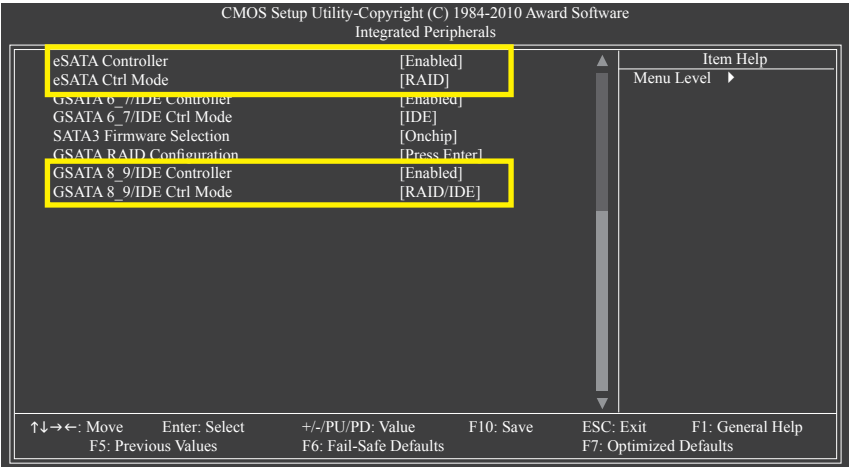 CMOS Setup Utility-Copyright (C) 1984-2010 Award Software
Integrated Peripherals
eSATA Controller [Enabled]
eSATA Ctrl Mode [RAID]
GSATA 6_7/IDE Controller [Enabled]
GSATA 6_7/IDE Ctrl Mode [IDE]
SATA3 Firmware Selection [Onchip]
GSATA RAID Configuration [Press Enter]
GSATA 8_9/IDE Controller [Enabled]
GSATA 8_9/IDE Ctrl Mode [RAID/IDE]
Item Help
Menu Level
↑↓→←: Move Enter: Select +/-/PU/PD: Value F10: Save ESC: Exit F1: General Help
F5: Previous Values F6: Fail-Safe Defaults F7: Optimized Defaults